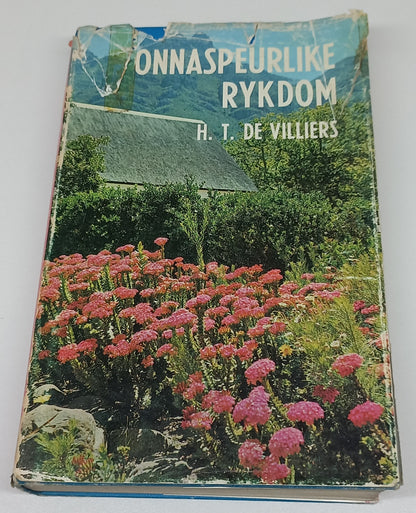 ONNASPEURLIKE
RYKDOM
H. T. DE VILLIERS